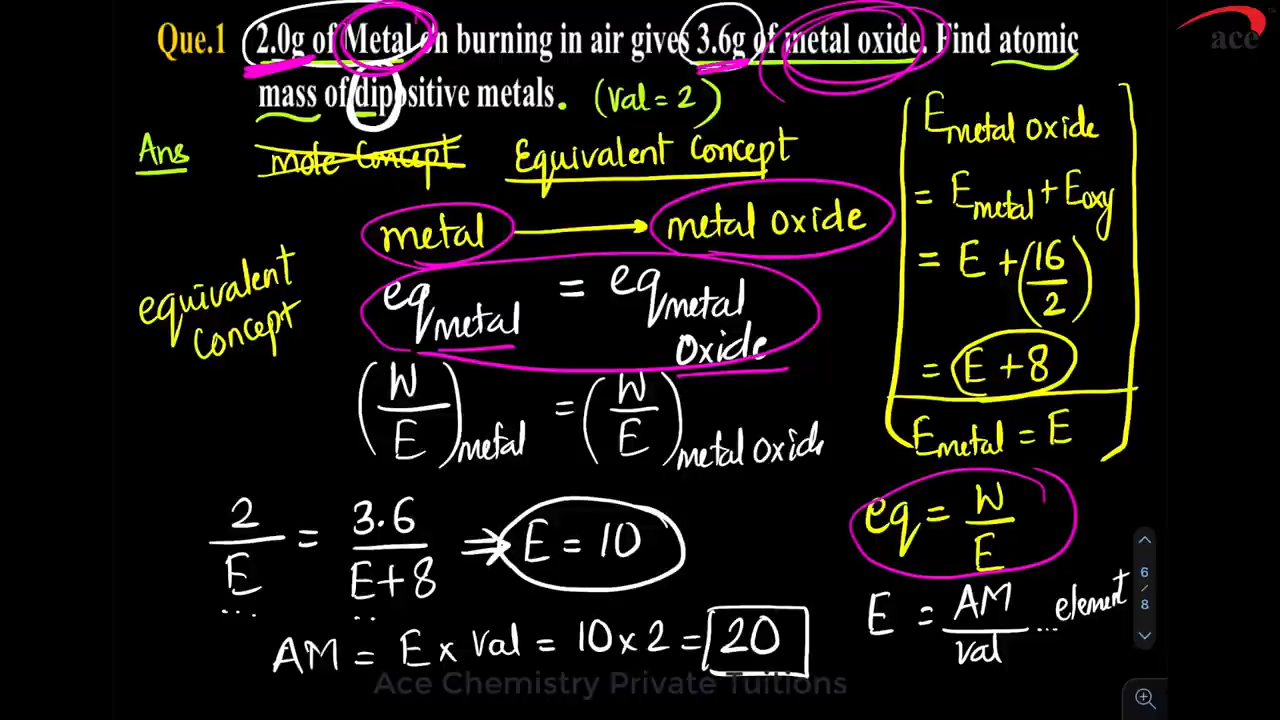 Que.1 2.0g of Metal on burning in air gives 3.6g of metal oxide. Find atomic
mass of dipositive metals. (Val = 2)
ace
Ans
Mole Concept Equivalent Concept
metal → metal oxide
equivalent
Concept
eq metal = eq metal
oxide
(W/E) metal = (W/E) metal oxide
2/E = 3.6/E+8 ⇒ E = 10
... ..
AM = E x val = 10 x 2 = 20
E metal oxide
= E metal + E oxy
= E + (16/2)
= E + 8
E metal = E
eq = W/E
E = AM/val ... element
6
/
8
Ace Chemistry Private Tuitions